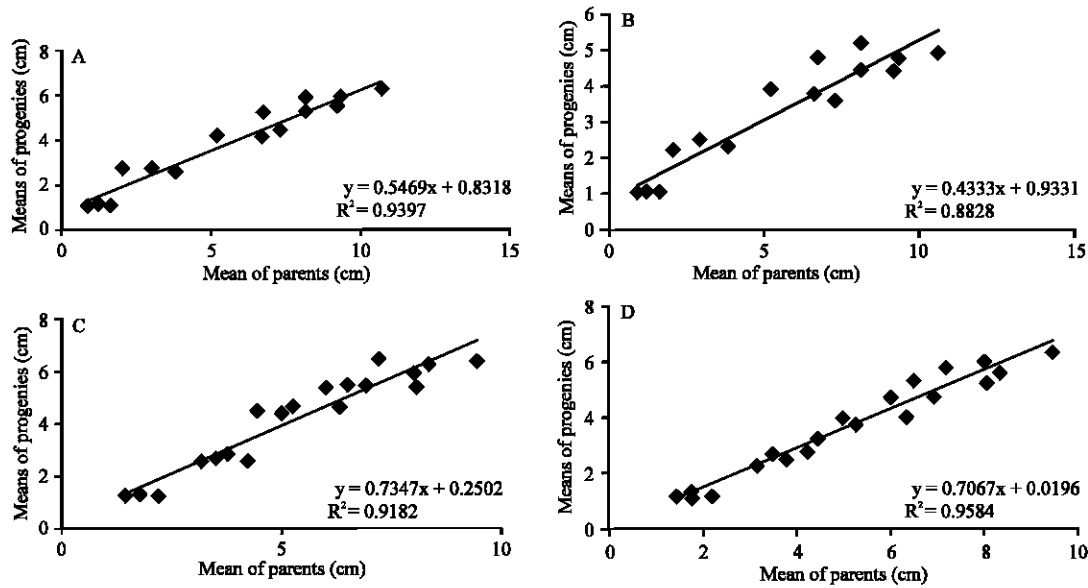 A
Means of progenies (cm)
8
6
4
2
0
y = 0.5469x + 0.8318
R² = 0.9397
0 5 10 15
Mean of parents (cm)
B
Means of progenies (cm)
6
5
4
3
2
1
0
y = 0.4333x + 0.9331
R² = 0.8828
0 5 10 15
Mean of parents (cm)
C
Means of progenies (cm)
8
6
4
2
0
y = 0.7347x + 0.2502
R² = 0.9182
0 5 10
Mean of parents (cm)
D
Means of progenies (cm)
8
6
4
2
0
y = 0.7067x + 0.0196
R² = 0.9584
0 2 4 6 8 10
Mean of parents (cm)